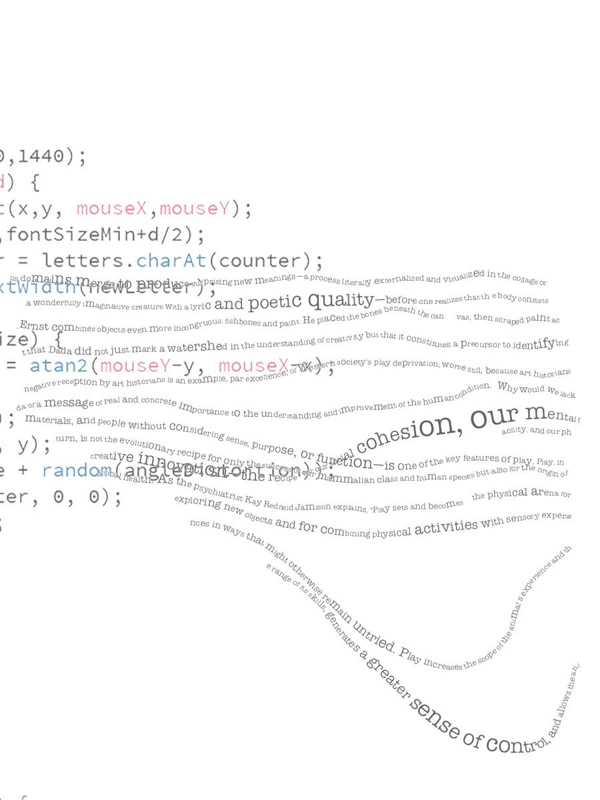 0,1440);
d) {
t(x,y, mouseX,mouseY);
,fontSizeMin+d/2);
r = letters.charAt(counter);
xtWidth(newLetter);
domains merge to produce surprising new meanings—a process literally externalized and visualized in the collage or
a wonderfully imaginative creature with a lyric and poetic quality—before one realizes that the body consists
Ernst combines objects even more incongruous: fishbones and paint. He placed the bones beneath the canvas, then scraped paint ac
ize) {
that Dada did not just mark a watershed in the understanding of creativity but that it constitutes a precursor to identifying
= atan2(mouseY-y, mouseX-x);
negative reception by art historians is an example, par excellence, of Western society's play deprivation; worse still, because art historians
da of a message of real and concrete importance to the understanding and improvement of the human condition. Why would we lack
);
materials, and people without considering sense, purpose, or function—is one of the key features of play. Play, in
social cohesion, our mental
acity, and our ph
, y);
turn, is not the evolutionary recipe for only the
creative innovation—the recipe
mammalian class and human species but also for the origin of
e + random(angleDistortion));
health. As the psychiatrist Kay Redfield Jamison explains, "Play sets and becomes the physical arena for
ter, 0, 0);
exploring new objects and for combining physical activities with sensory experie
;
nces in ways that might otherwise remain untried. Play increases the scope of the animal's experience and th
e range of its skills, generates a greater sense of control, and allows the an
{